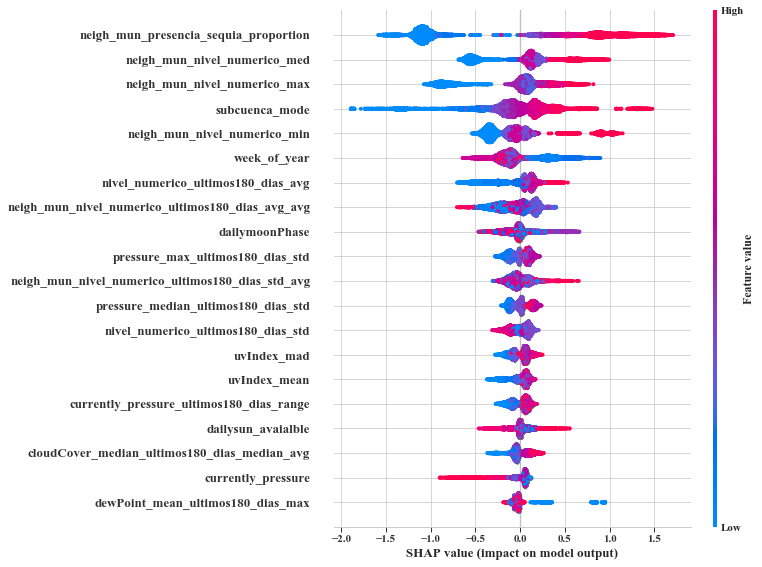 High
neigh_mun_presencia_sequia_proportion
neigh_mun_nivel_numerico_med
neigh_mun_nivel_numerico_max
subcuenca_mode
neigh_mun_nivel_numerico_min
week_of_year
nivel_numerico_ultimos180_dias_avg
neigh_mun_nivel_numerico_ultimos180_dias_avg_avg
dailymoonPhase
pressure_max_ultimos180_dias_std
neigh_mun_nivel_numerico_ultimos180_dias_std_avg
pressure_median_ultimos180_dias_std
nivel_numerico_ultimos180_dias_std
uvIndex_mad
uvIndex_mean
currently_pressure_ultimos180_dias_range
dailysun_avaialble
cloudCover_median_ultimos180_dias_median_avg
currently_pressure
dewPoint_mean_ultimos180_dias_max
Feature value
Low
−2.0 −1.5 −1.0 −0.5 0.0 0.5 1.0 1.5
SHAP value (impact on model output)